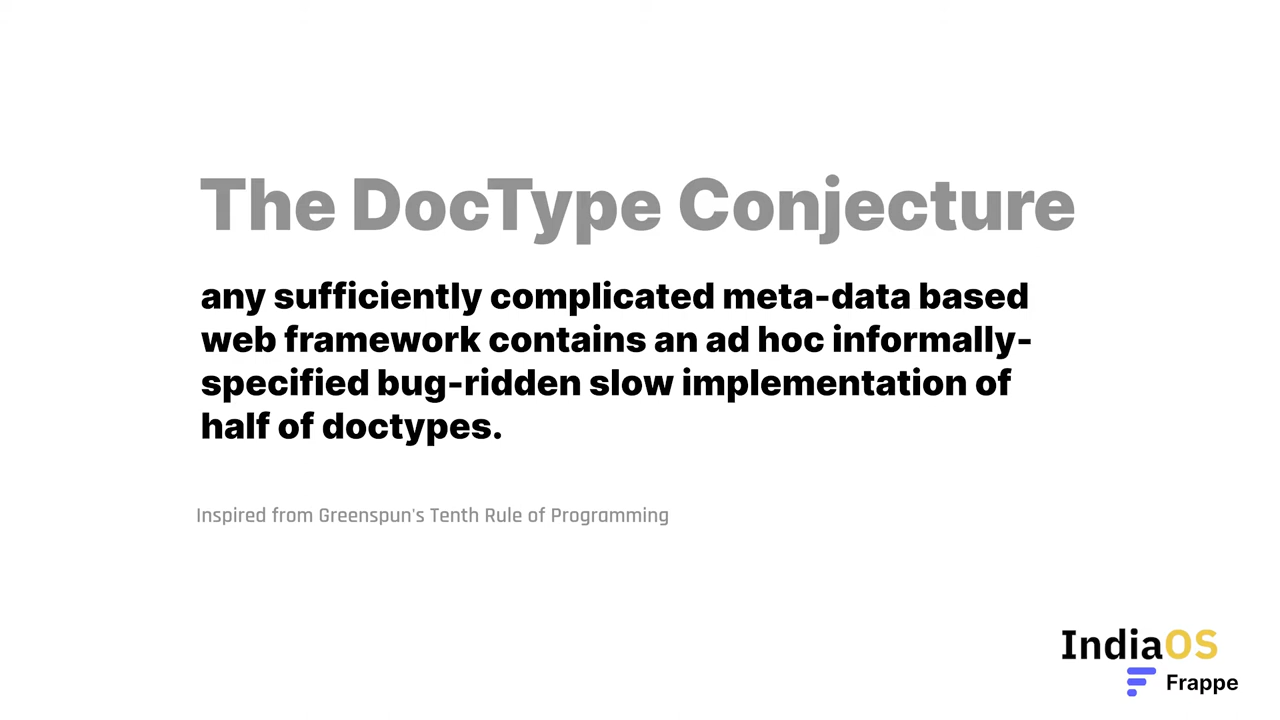 The DocType Conjecture
any sufficiently complicated meta-data based
web framework contains an ad hoc informally-
specified bug-ridden slow implementation of
half of doctypes.
Inspired from Greenspun's Tenth Rule of Programming
IndiaOS
Frappe